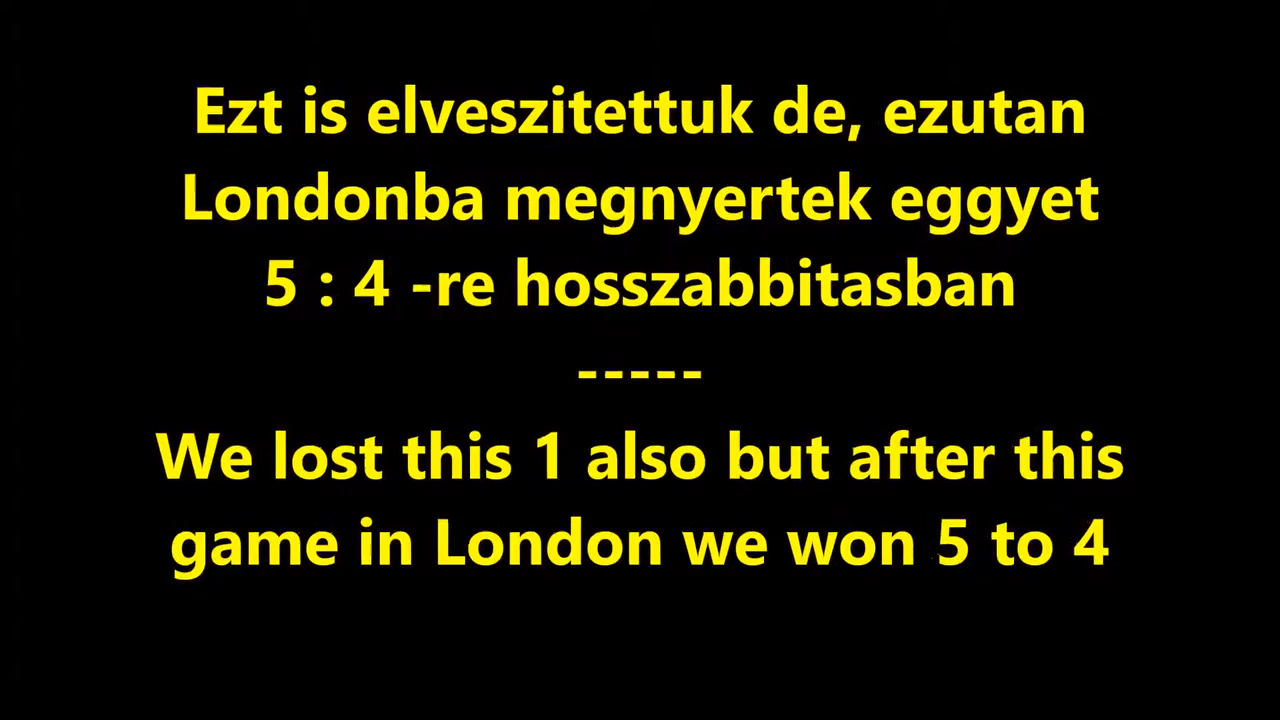 Ezt is elveszitettuk de, ezutan
Londonba megnyertek eggyet
5 : 4 -re hosszabbitasban
-----
We lost this 1 also but after this
game in London we won 5 to 4